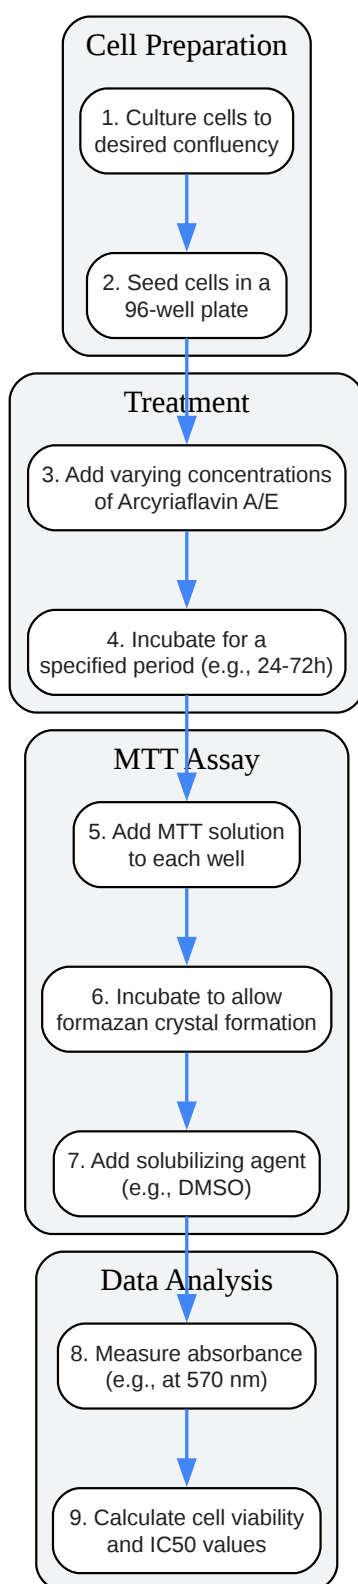 Cell Preparation
1. Culture cells to
desired confluency
2. Seed cells in a
96-well plate
Treatment
3. Add varying concentrations
of Arcyriaflavin A/E
4. Incubate for a
specified period (e.g., 24-72h)
MTT Assay
5. Add MTT solution
to each well
6. Incubate to allow
formazan crystal formation
7. Add solubilizing agent
(e.g., DMSO)
Data Analysis
8. Measure absorbance
(e.g., at 570 nm)
9. Calculate cell viability
and IC50 values